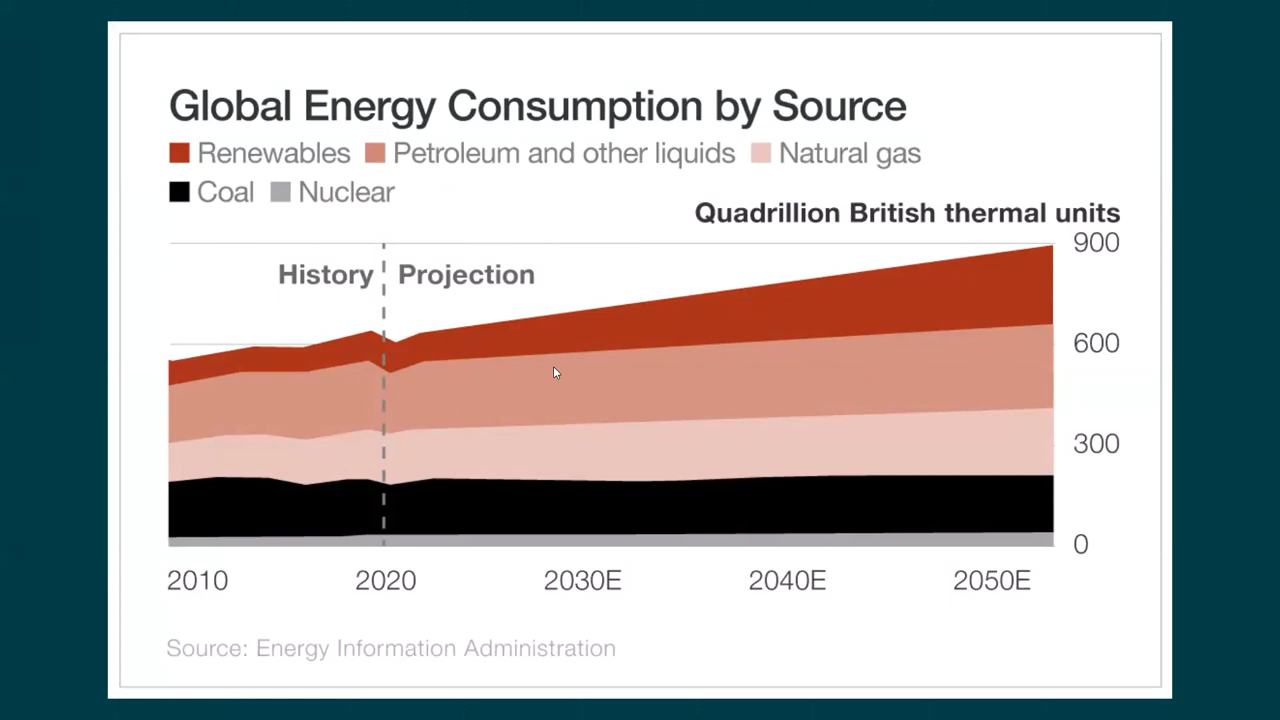 Global Energy Consumption by Source
Renewables Petroleum and other liquids Natural gas
Coal Nuclear
Quadrillion British thermal units
900
History Projection
600
300
0
2010 2020 2030E 2040E 2050E
Source: Energy Information Administration